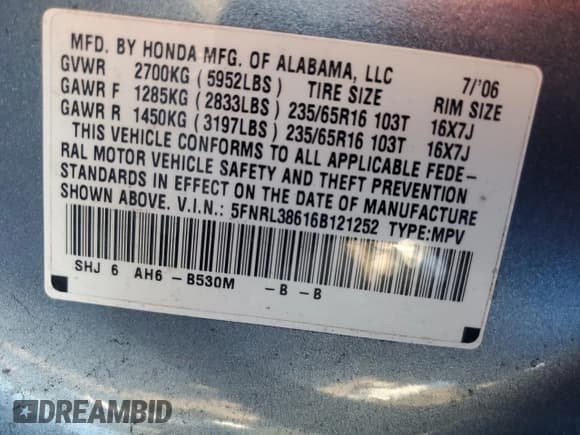 MFD. BY HONDA MFG. OF ALABAMA, LLC 7/'06
GVWR 2700KG (5952LBS) TIRE SIZE RIM SIZE
GAWR F 1285KG (2833LBS) 235/65R16 103T 16X7J
GAWR R 1450KG (3197LBS) 235/65R16 103T 16X7J
THIS VEHICLE CONFORMS TO ALL APPLICABLE FEDE-
RAL MOTOR VEHICLE SAFETY AND THEFT PREVENTION
STANDARDS IN EFFECT ON THE DATE OF MANUFACTURE
SHOWN ABOVE. V.I.N.: 5FNRL38616B121252 TYPE:MPV
SHJ 6 AH6 -B530M -B -B
DREAMBID